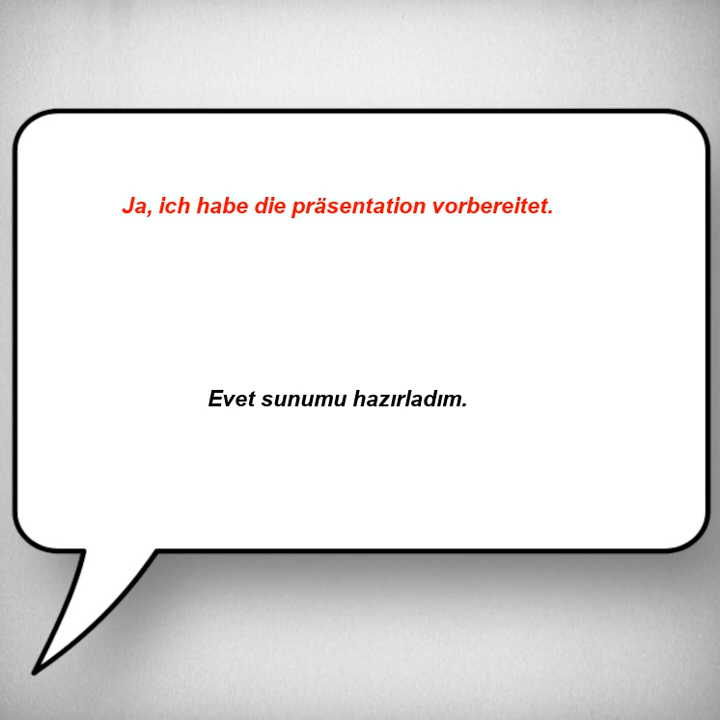 Ja, ich habe die präsentation vorbereitet.
Evet sunumu hazırladım.